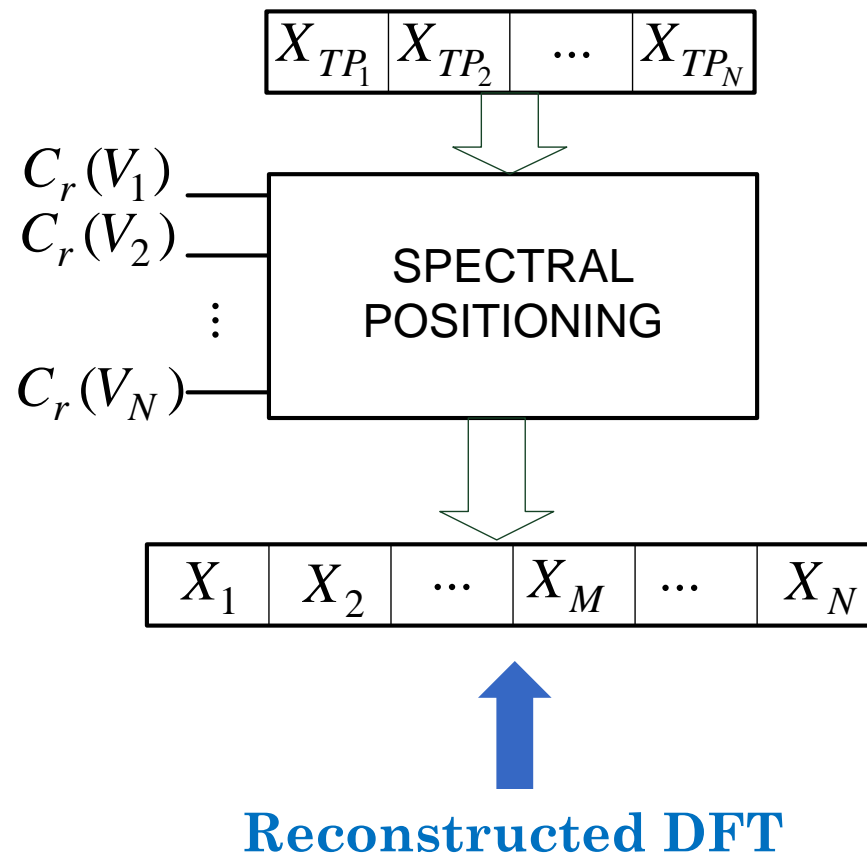 X_{TP_1} X_{TP_2} ... X_{TP_N}
C_r(V_1)
C_r(V_2)
⋮
C_r(V_N)
SPECTRAL
POSITIONING
X_1 X_2 ... X_M ... X_N
Reconstructed DFT